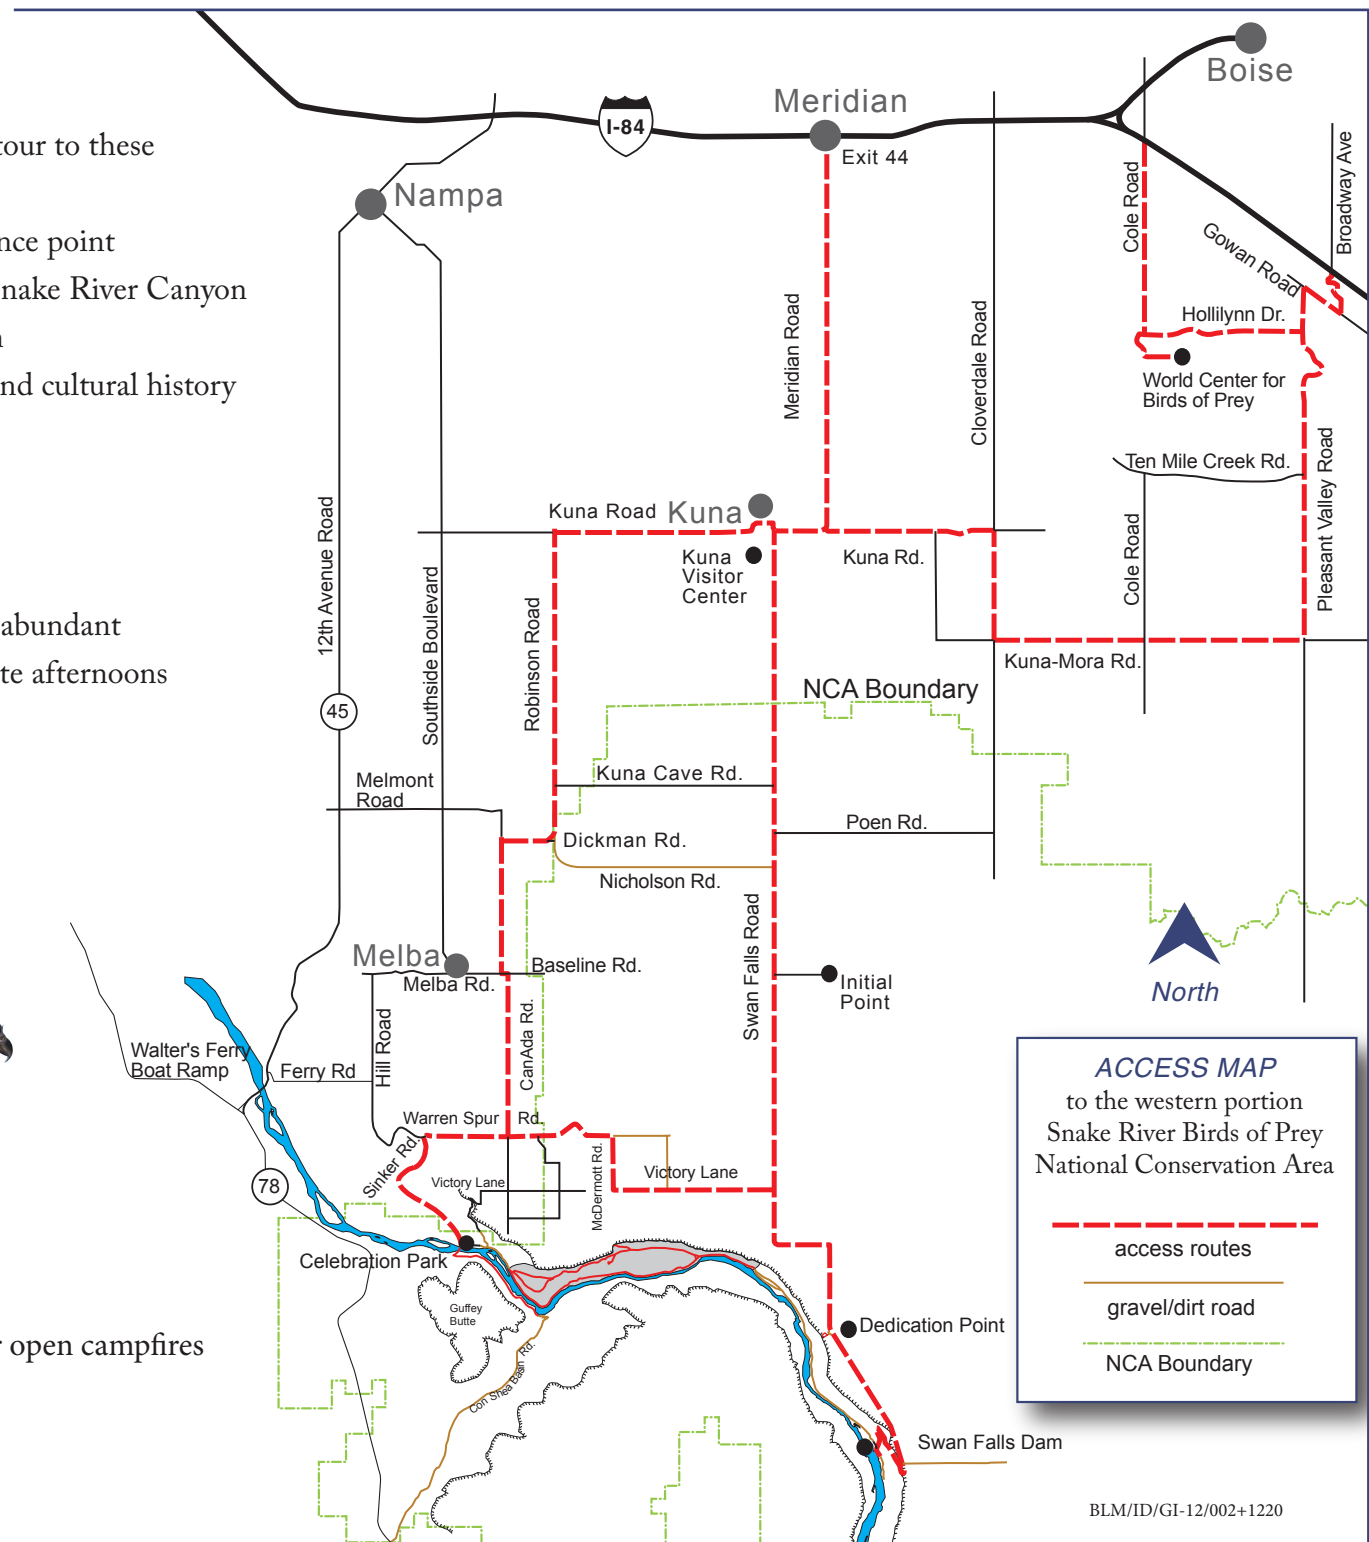 tour to these
nce point
nake River Canyon
nd cultural history
abundant
te afternoons
r open campfires
Boise
Meridian
I-84
Exit 44
Nampa
Cole Road
Broadway Ave
Gowan Road
Hollilynn Dr.
World Center for
Birds of Prey
Meridian Road
Cloverdale Road
Ten Mile Creek Rd.
Pleasant Valley Road
Kuna Road
Kuna
Kuna
Visitor
Center
Kuna Rd.
Cole Road
12th Avenue Road
Southside Boulevard
Robinson Road
Kuna-Mora Rd.
NCA Boundary
45
Melmont
Road
Kuna Cave Rd.
Poen Rd.
Dickman Rd.
Nicholson Rd.
Swan Falls Road
Melba
Melba Rd.
Baseline Rd.
Initial
Point
North
Hill Road
CanAda Rd.
Walter's Ferry
Boat Ramp
Ferry Rd
Warren Spur Rd.
Sinker Rd.
Victory Lane
McDermott Rd.
Victory Lane
78
Celebration Park
Guffey
Butte
Con Shea Basin Rd.
Dedication Point
Swan Falls Dam
ACCESS MAP
to the western portion
Snake River Birds of Prey
National Conservation Area
access routes
gravel/dirt road
NCA Boundary
BLM/ID/GI-12/002+1220